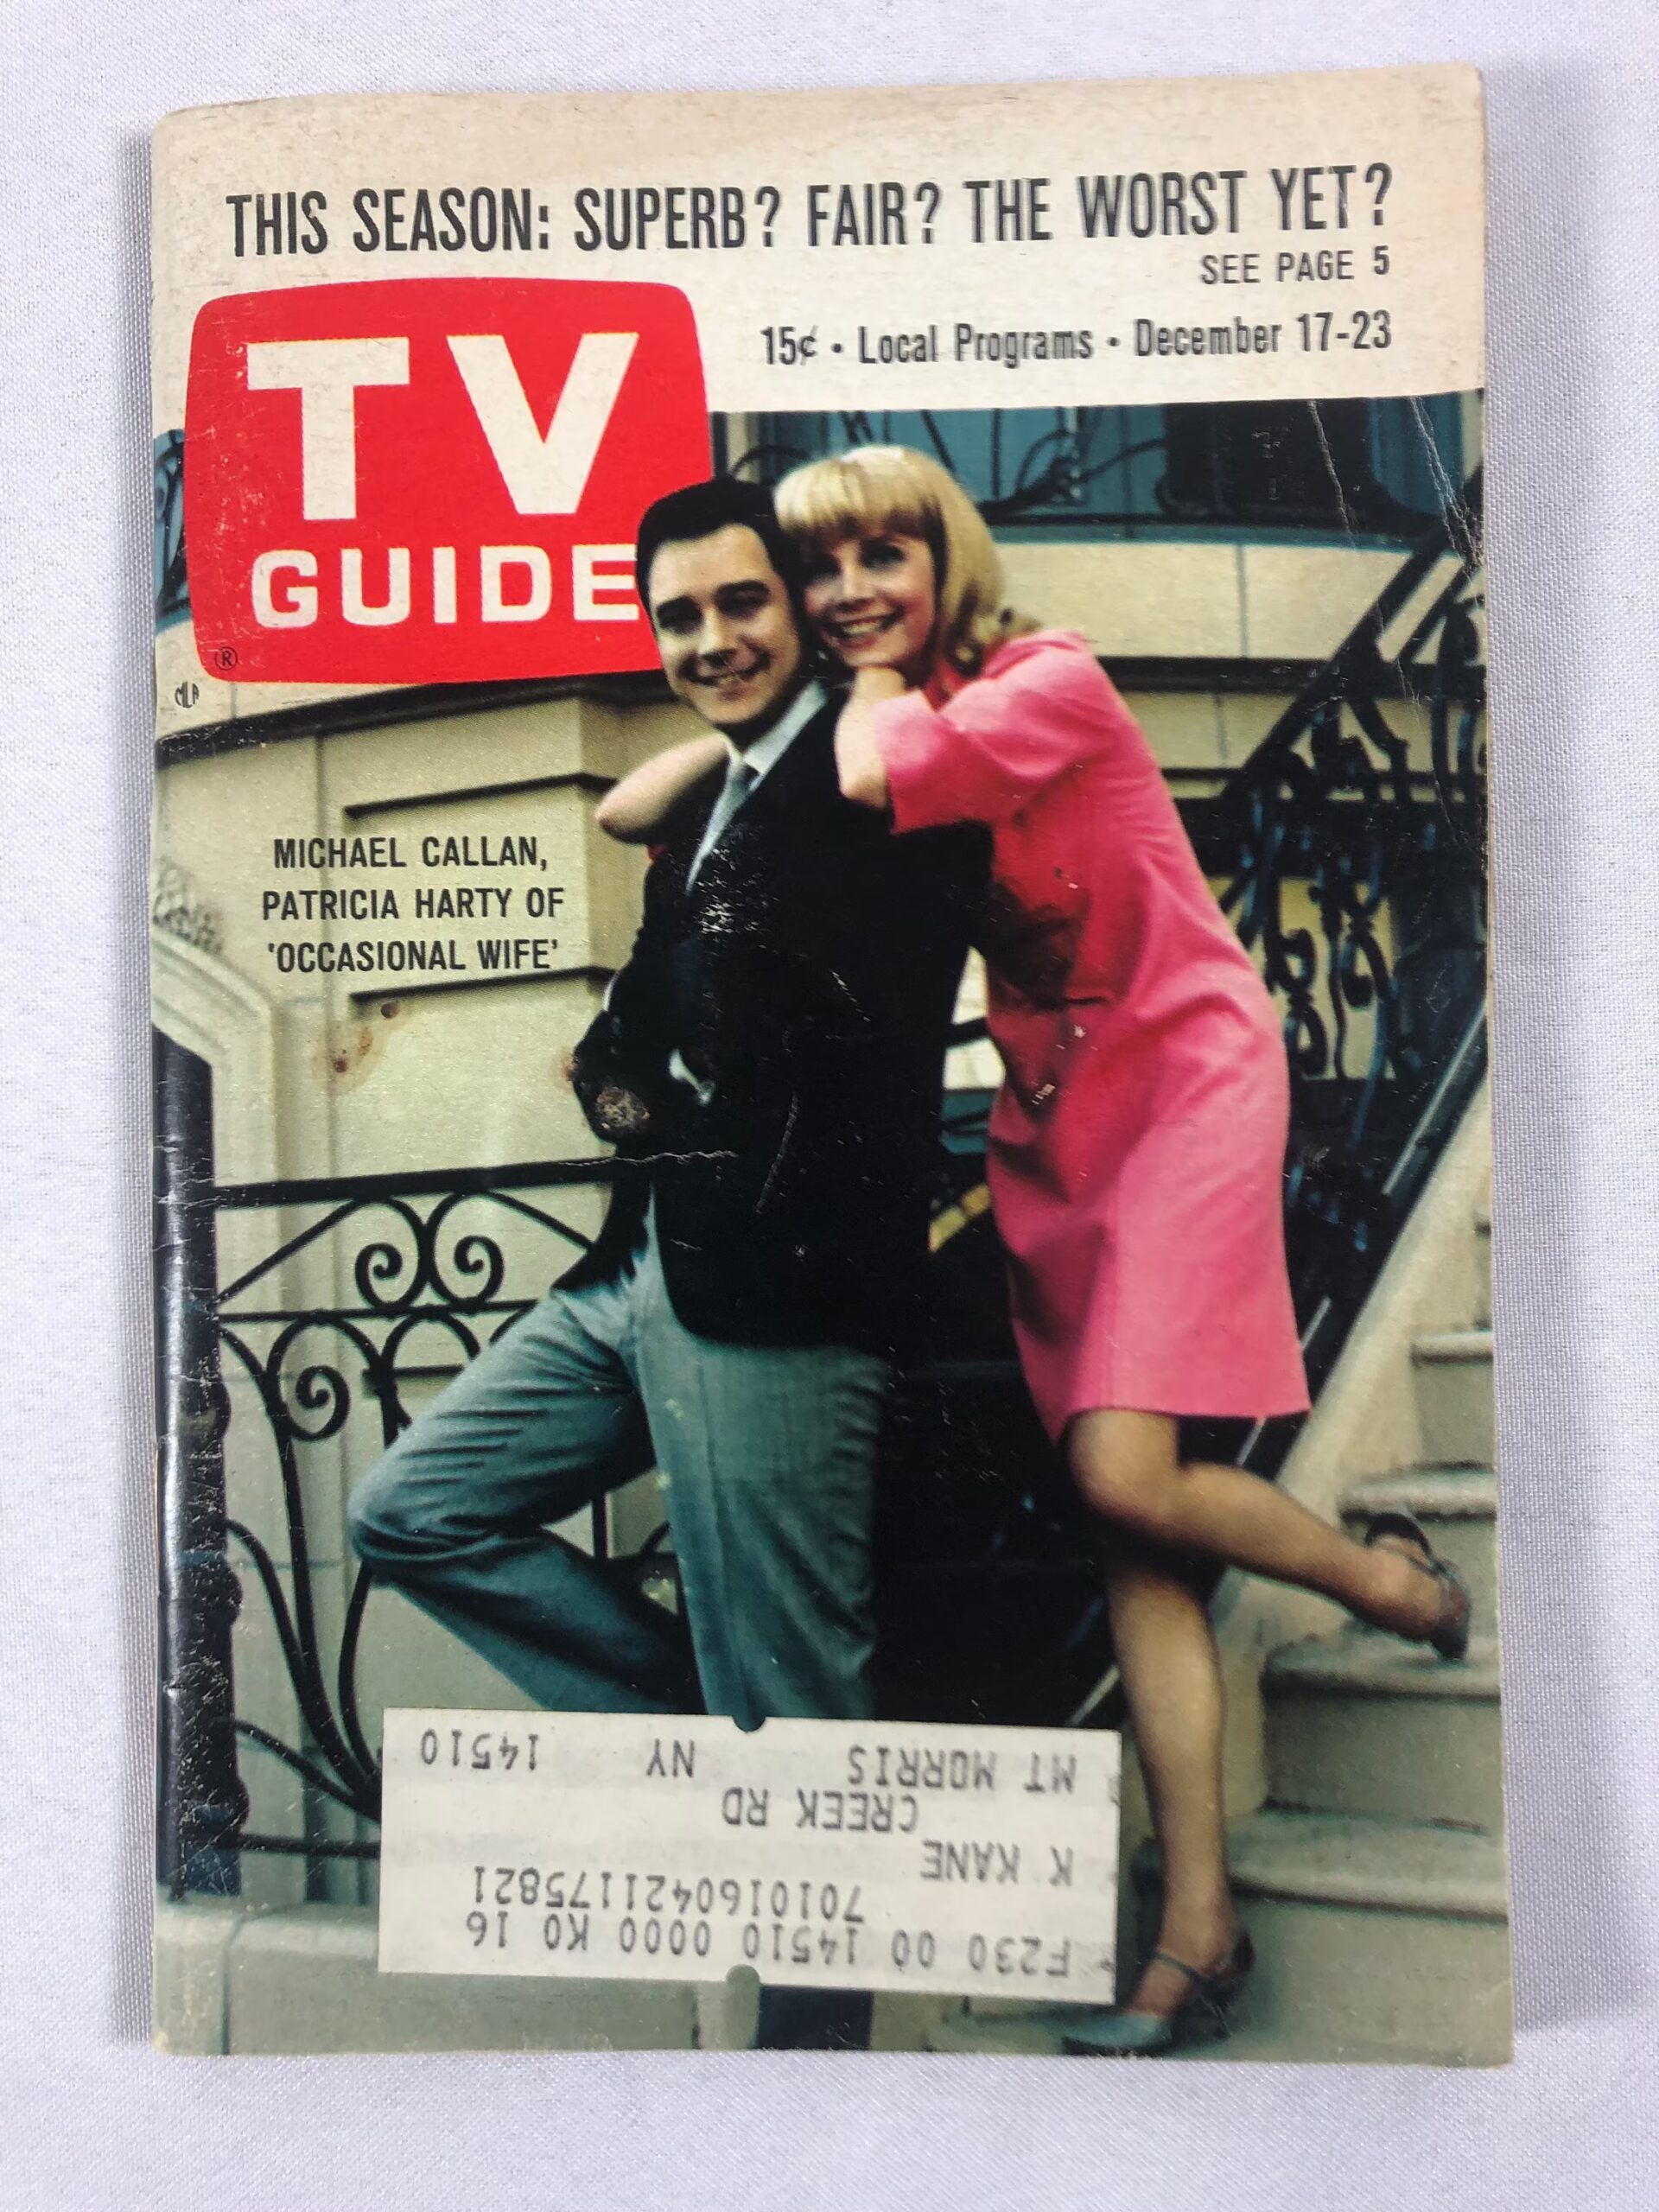 THIS SEASON: SUPERB? FAIR? THE WORST YET?
SEE PAGE 5
15¢ • Local Programs • December 17-23
TV
GUIDE
®
MLA
MICHAEL CALLAN,
PATRICIA HARTY OF
'OCCASIONAL WIFE'
F230 00 14510 0000 KO 16
7010160421175821
K KANE
CREEK RD
MT MORRIS NY 14510